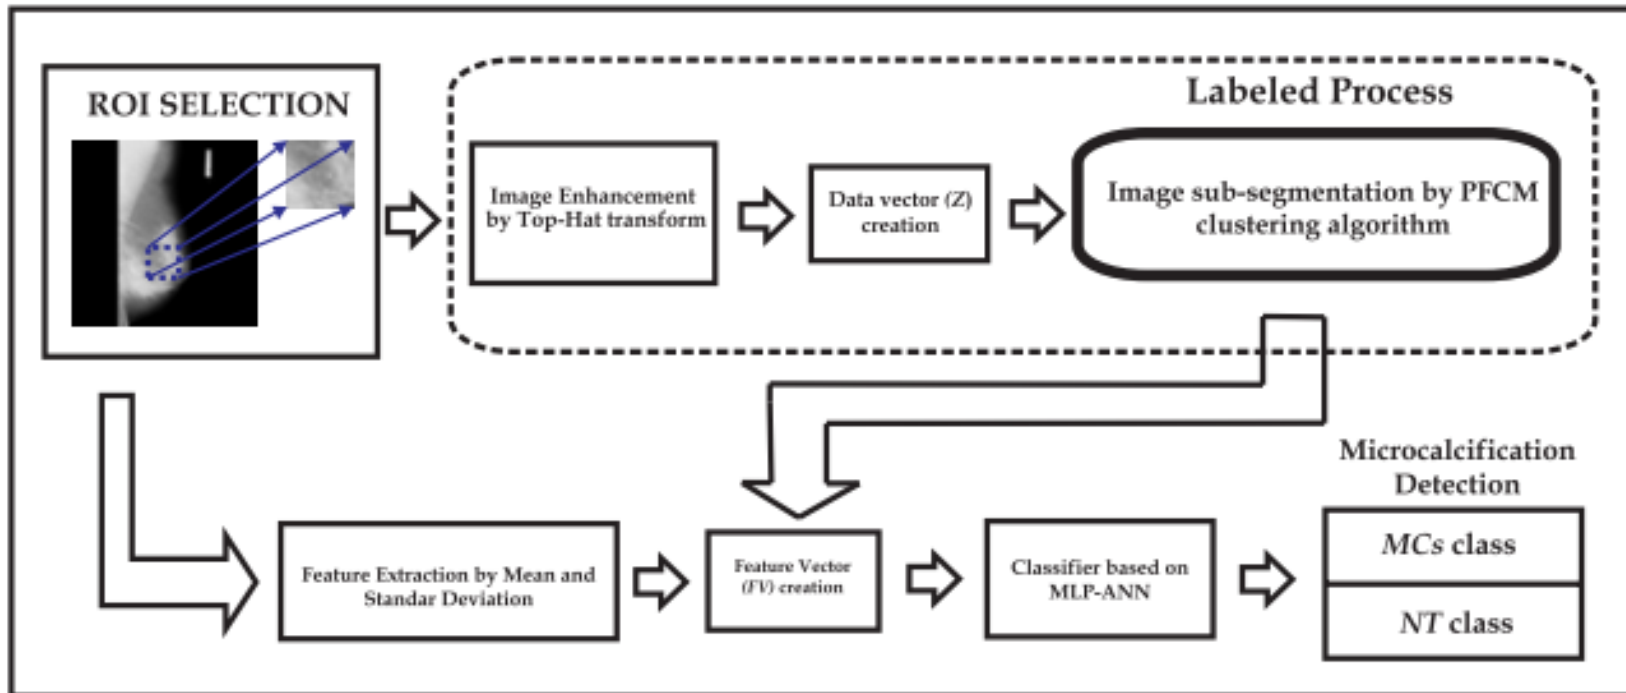 ROI SELECTION
Labeled Process
Image Enhancement
by Top-Hat transform
Data vector (Z)
creation
Image sub-segmentation by PFCM
clustering algorithm
Feature Extraction by Mean and
Standar Deviation
Feature Vector
(FV) creation
Classifier based on
MLP-ANN
Microcalcification
Detection
MCs class
NT class